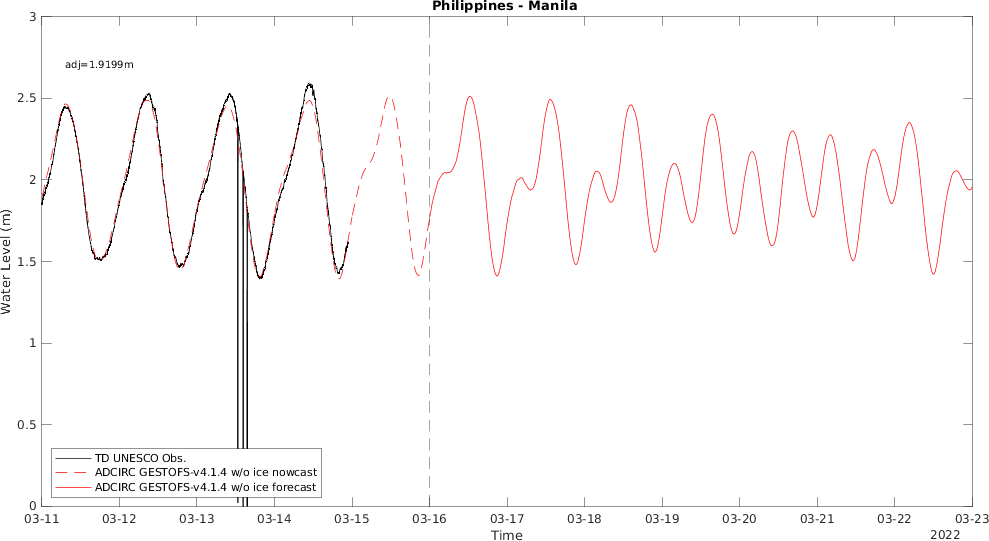 Philippines - Manila
3
adj=1.9199m
2.5
2
1.5
1
0.5
0
Water Level (m)
TD UNESCO Obs.
ADCIRC GESTOFS-v4.1.4 w/o ice nowcast
ADCIRC GESTOFS-v4.1.4 w/o ice forecast
03-11 03-12 03-13 03-14 03-15 03-16 03-17 03-18 03-19 03-20 03-21 03-22 03-23
Time
2022